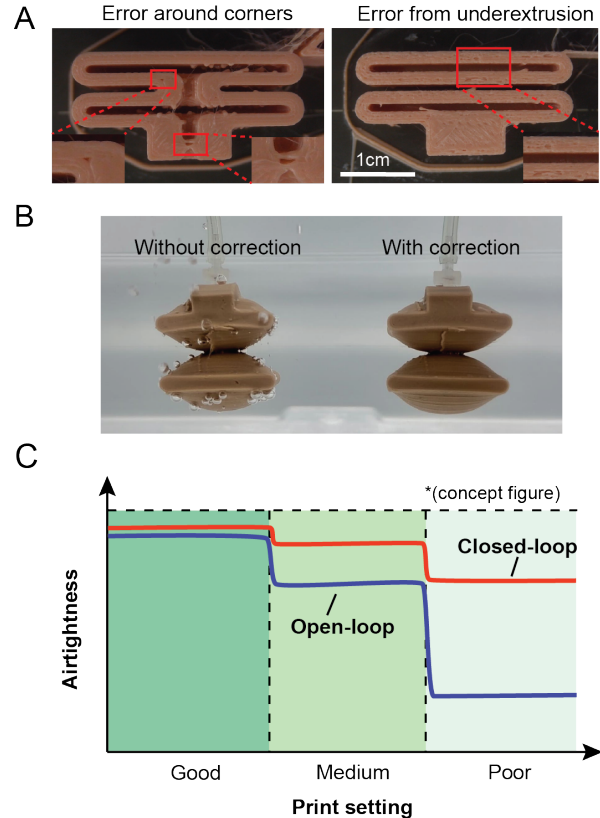 A
Error around corners
Error from underextrusion
1cm
B
Without correction
With correction
C
*(concept figure)
Closed-loop
Open-loop
Airtightness
Good
Medium
Poor
Print setting